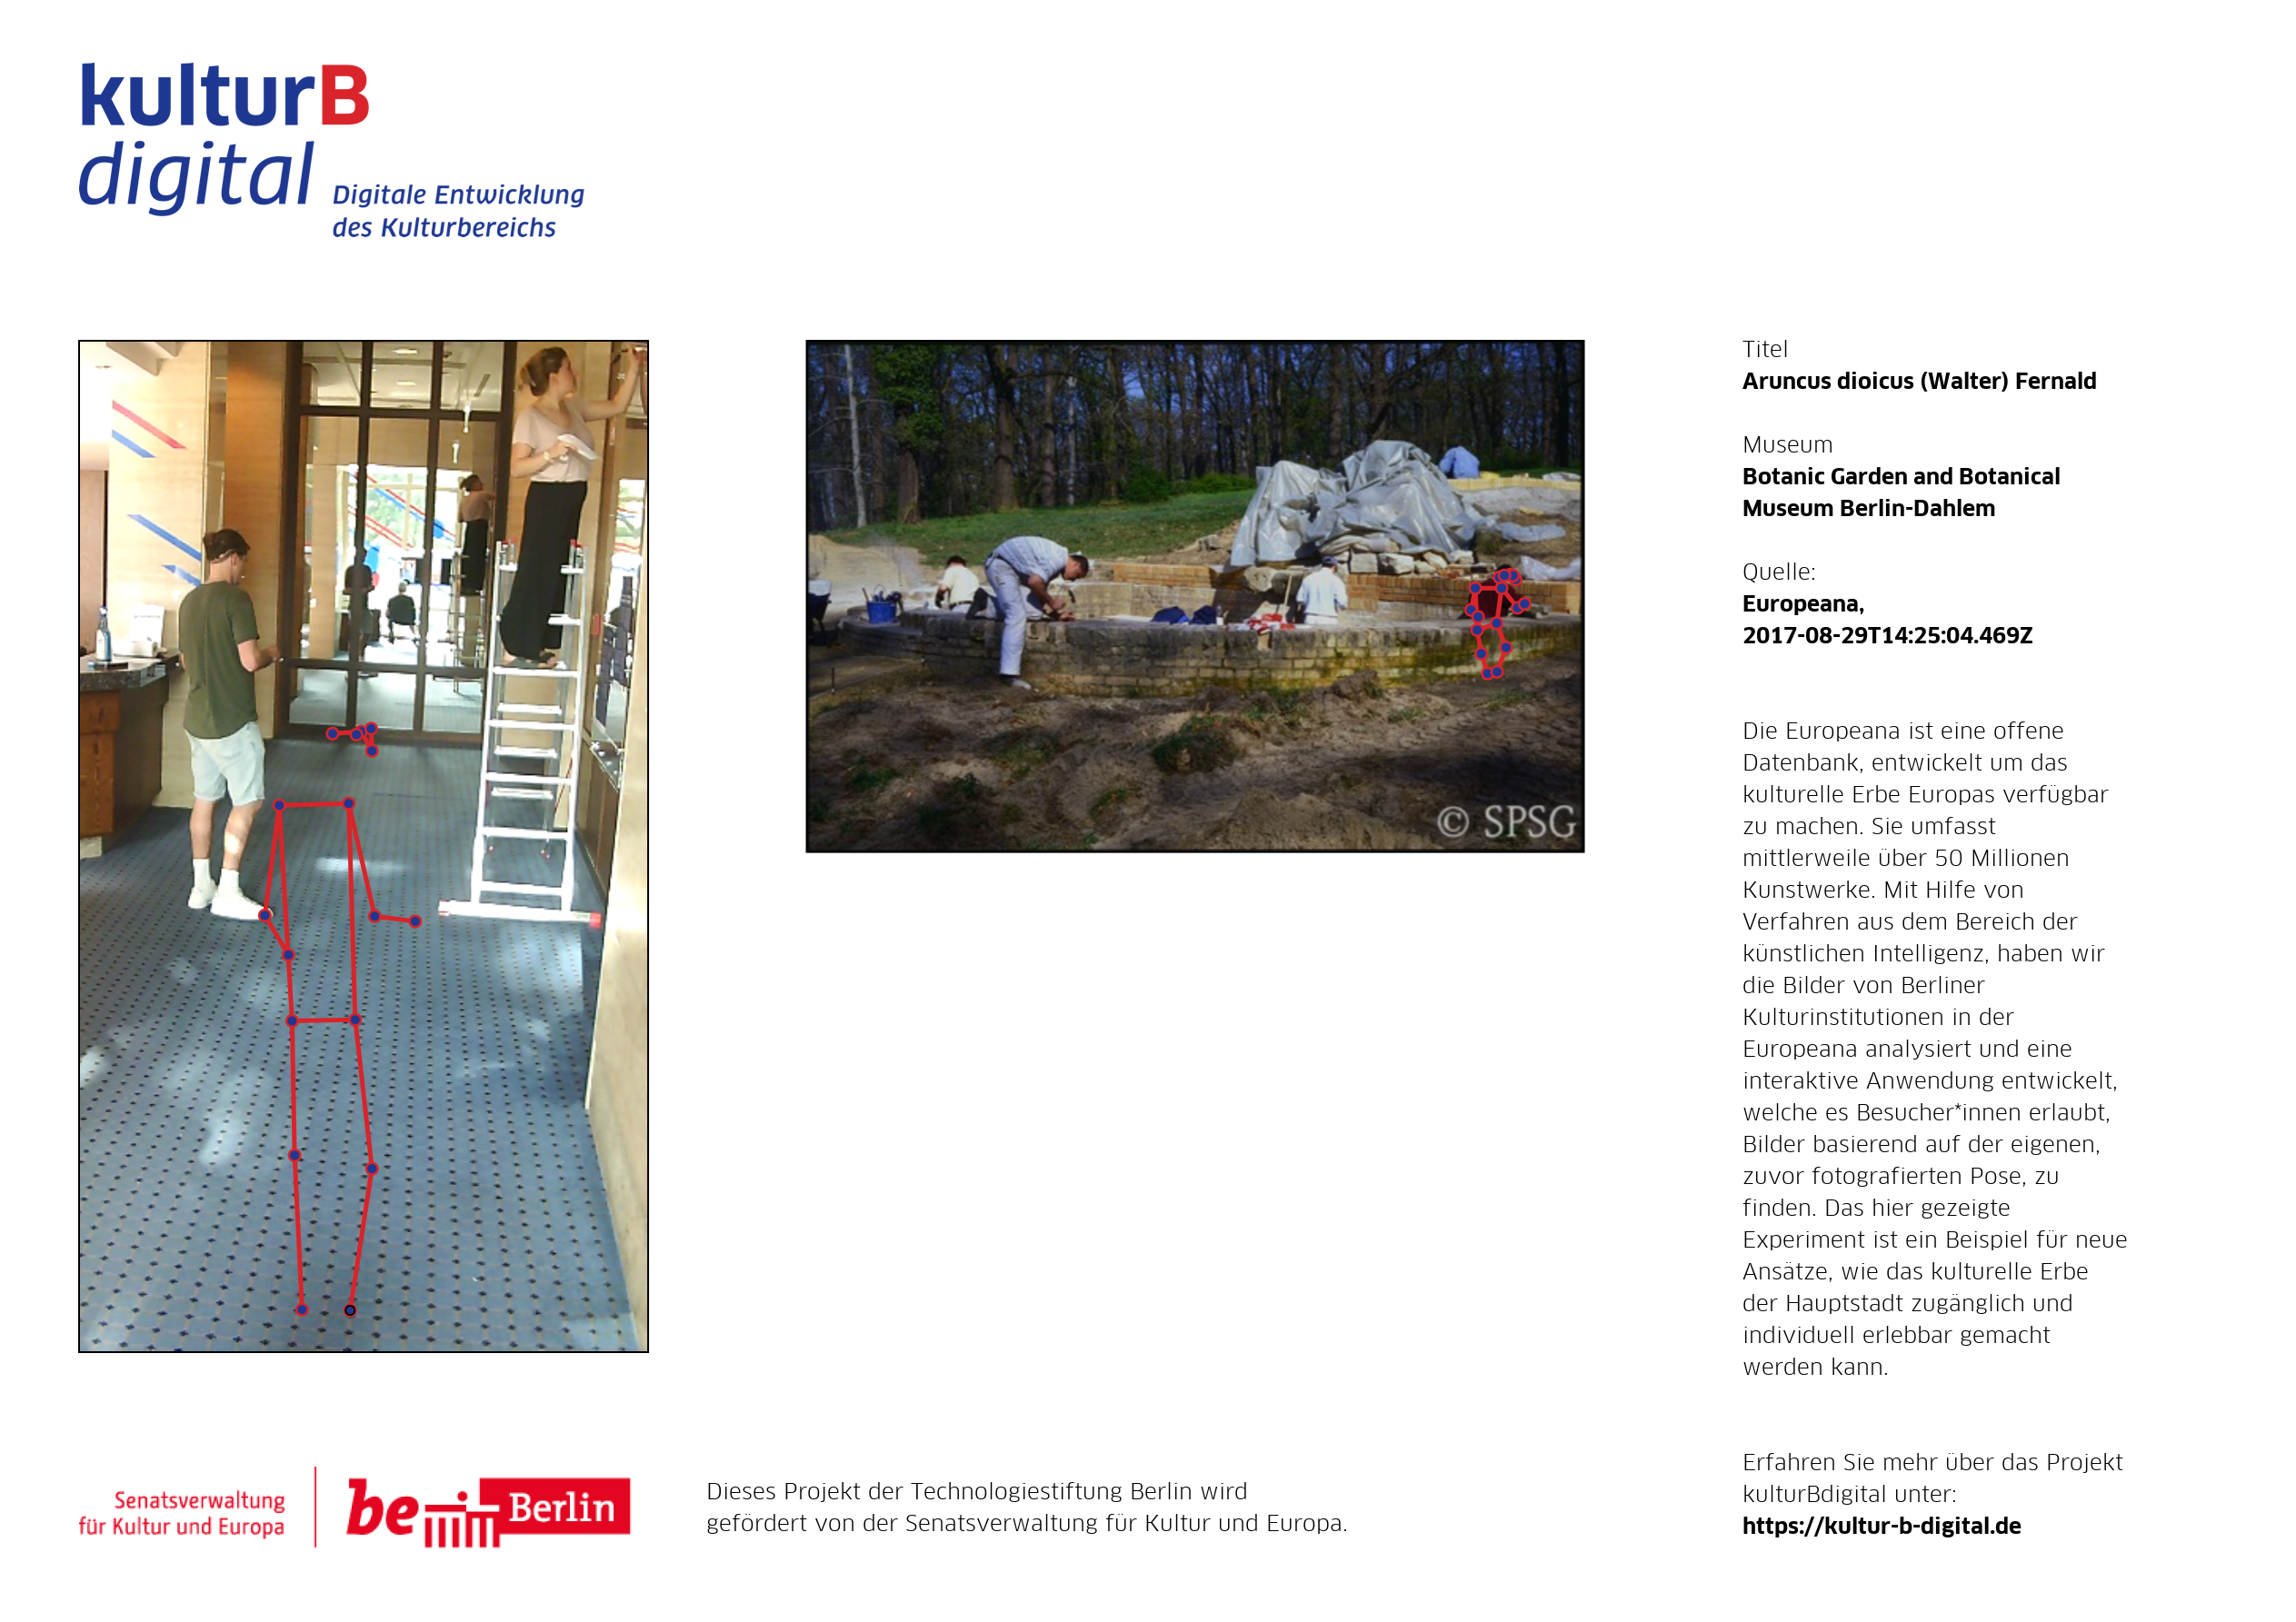 kulturB
digital
Digitale Entwicklung
des Kulturbereichs
© SPSG
Titel
Aruncus dioicus (Walter) Fernald
Museum
Botanic Garden and Botanical
Museum Berlin-Dahlem
Quelle:
Europeana,
2017-08-29T14:25:04.469Z
Die Europeana ist eine offene
Datenbank, entwickelt um das
kulturelle Erbe Europas verfügbar
zu machen. Sie umfasst
mittlerweile über 50 Millionen
Kunstwerke. Mit Hilfe von
Verfahren aus dem Bereich der
künstlichen Intelligenz, haben wir
die Bilder von Berliner
Kulturinstitutionen in der
Europeana analysiert und eine
interaktive Anwendung entwickelt,
welche es Besucher*innen erlaubt,
Bilder basierend auf der eigenen,
zuvor fotografierten Pose, zu
finden. Das hier gezeigte
Experiment ist ein Beispiel für neue
Ansätze, wie das kulturelle Erbe
der Hauptstadt zugänglich und
individuell erlebbar gemacht
werden kann.
Erfahren Sie mehr über das Projekt
kulturBdigital unter:
https://kultur-b-digital.de
Senatsverwaltung
für Kultur und Europa
be Berlin
Dieses Projekt der Technologiestiftung Berlin wird
gefördert von der Senatsverwaltung für Kultur und Europa.